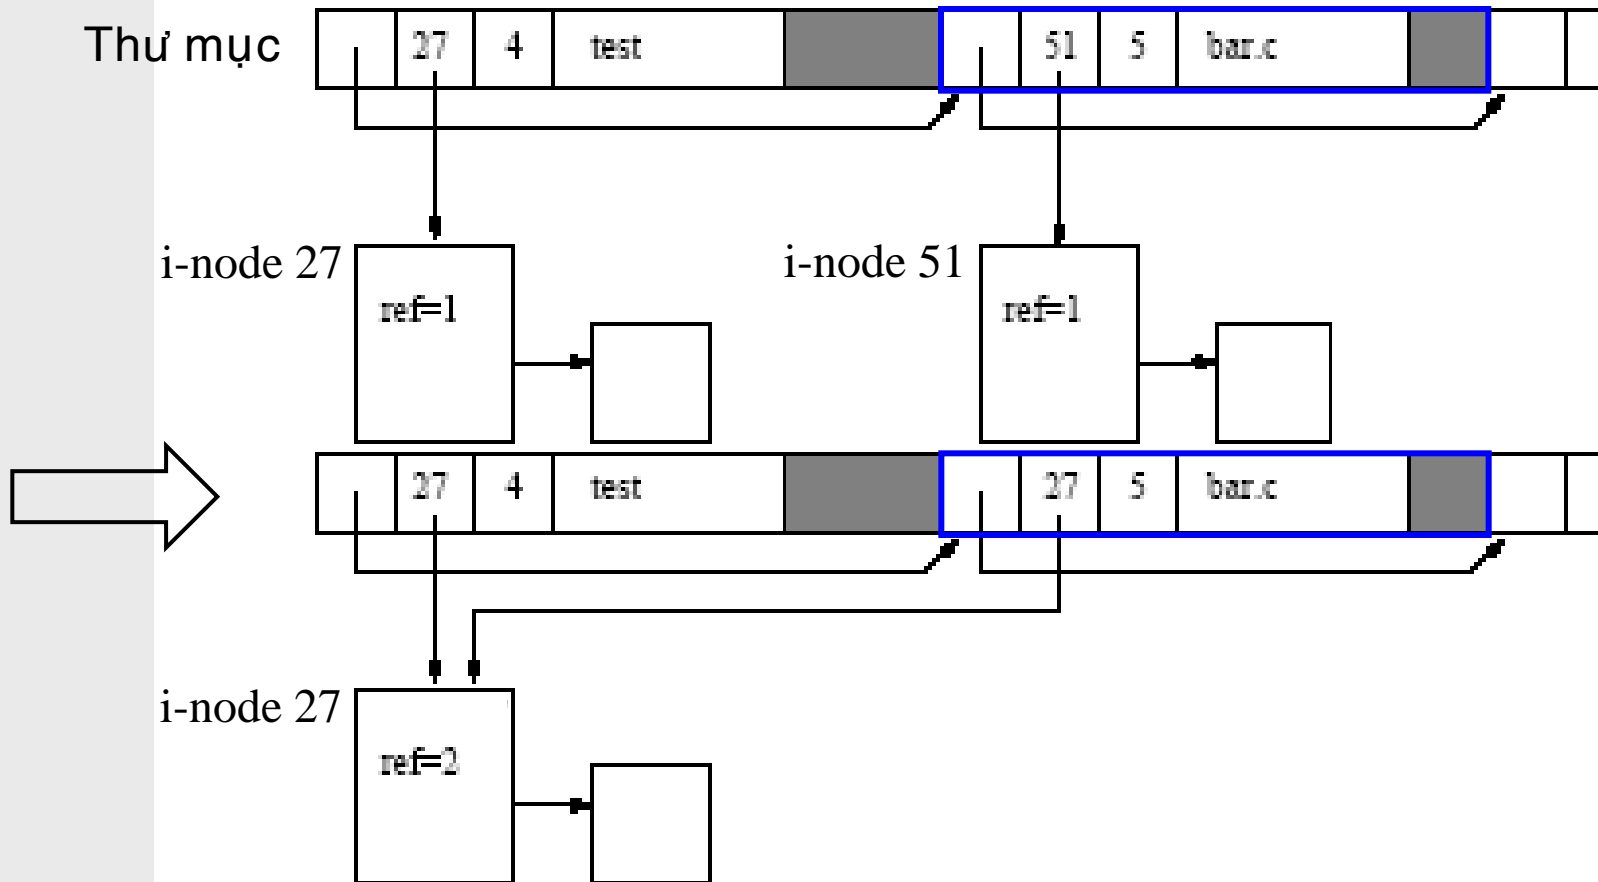 Thư mục 27 4 test 51 5 bar.c
i-node 27 i-node 51
ref=1 ref=1
27 4 test 27 5 bar.c
i-node 27
ref=2